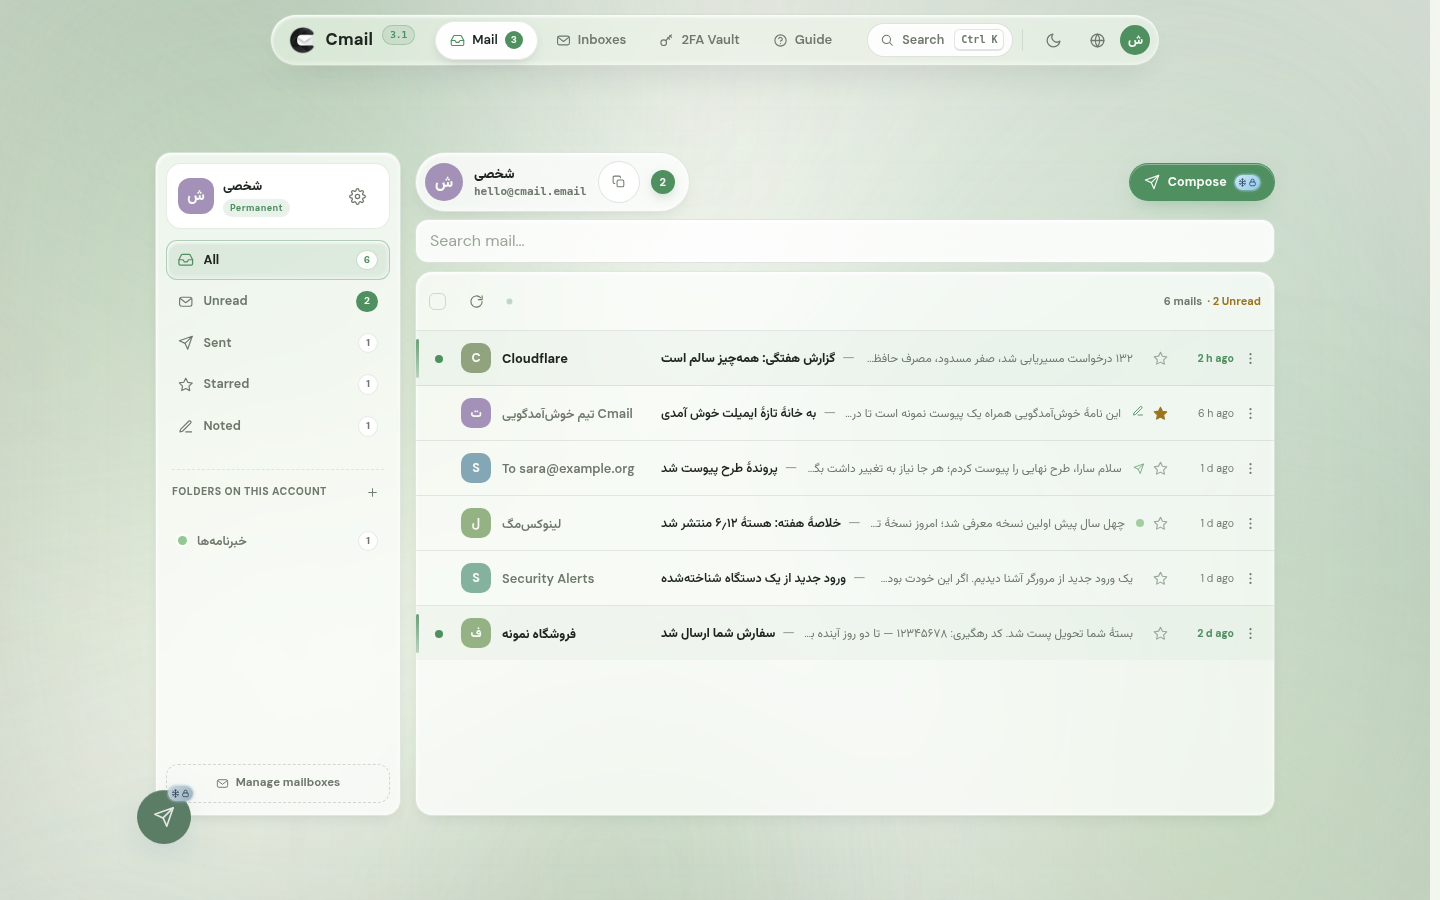 Cmail 3.1 Mail 3 Inboxes 2FA Vault Guide Search Ctrl K ش
ش شخصی
Permanent
All 6
Unread 2
Sent 1
Starred 1
Noted 1
FOLDERS ON THIS ACCOUNT +
خبرنامه‌ها 1
Manage mailboxes
ش شخصی
hello@cmail.email
2
Compose
Search mail...
6 mails · 2 Unread
C Cloudflare گزارش هفتگی: همه‌چیز سالم است — ۱۳۲ درخواست مسیریابی شد، صفر مسدود، مصرف حافظ... 2 h ago
ت تیم خوش‌آمدگویی Cmail به خانهٔ تازهٔ ایمیلت خوش آمدی — این نامهٔ خوش‌آمدگویی همراه یک پیوست نمونه است تا در... 6 h ago
S To sara@example.org پروندهٔ طرح پیوست شد — سلام سارا، طرح نهایی را پیوست کردم؛ هر جا نیاز به تغییر داشت بگ... 1 d ago
ل لینوکس‌مگ خلاصهٔ هفته: هستهٔ ۶٫۱۲ منتشر شد — چهل سال پیش اولین نسخه معرفی شد؛ امروز نسخهٔ ت... 1 d ago
S Security Alerts ورود جدید از یک دستگاه شناخته‌شده — یک ورود جدید از مرورگر آشنا دیدیم. اگر این خودت بود... 1 d ago
ف فروشگاه نمونه سفارش شما ارسال شد — بستهٔ شما تحویل پست شد. کد رهگیری: ۱۲۳۴۵۶۷۸ — تا دو روز آینده ب... 2 d ago